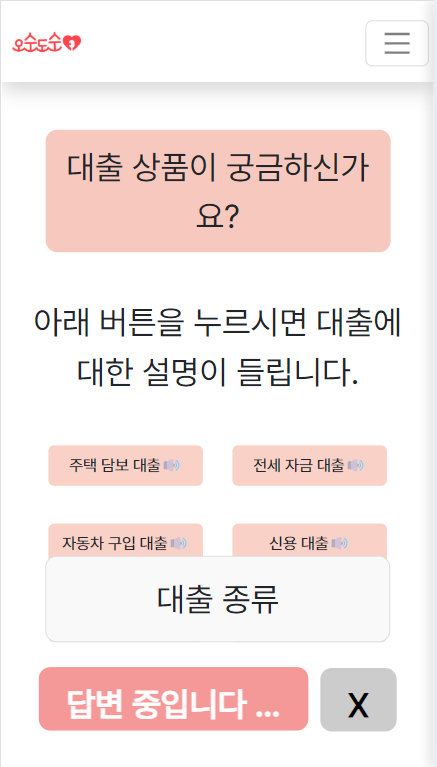 오수도수
대출 상품이 궁금하신가
요?
아래 버튼을 누르시면 대출에
대한 설명이 들립니다.
주택 담보 대출
전세 자금 대출
자동차 구입 대출
신용 대출
대출 종류
답변 중입니다 ...
X